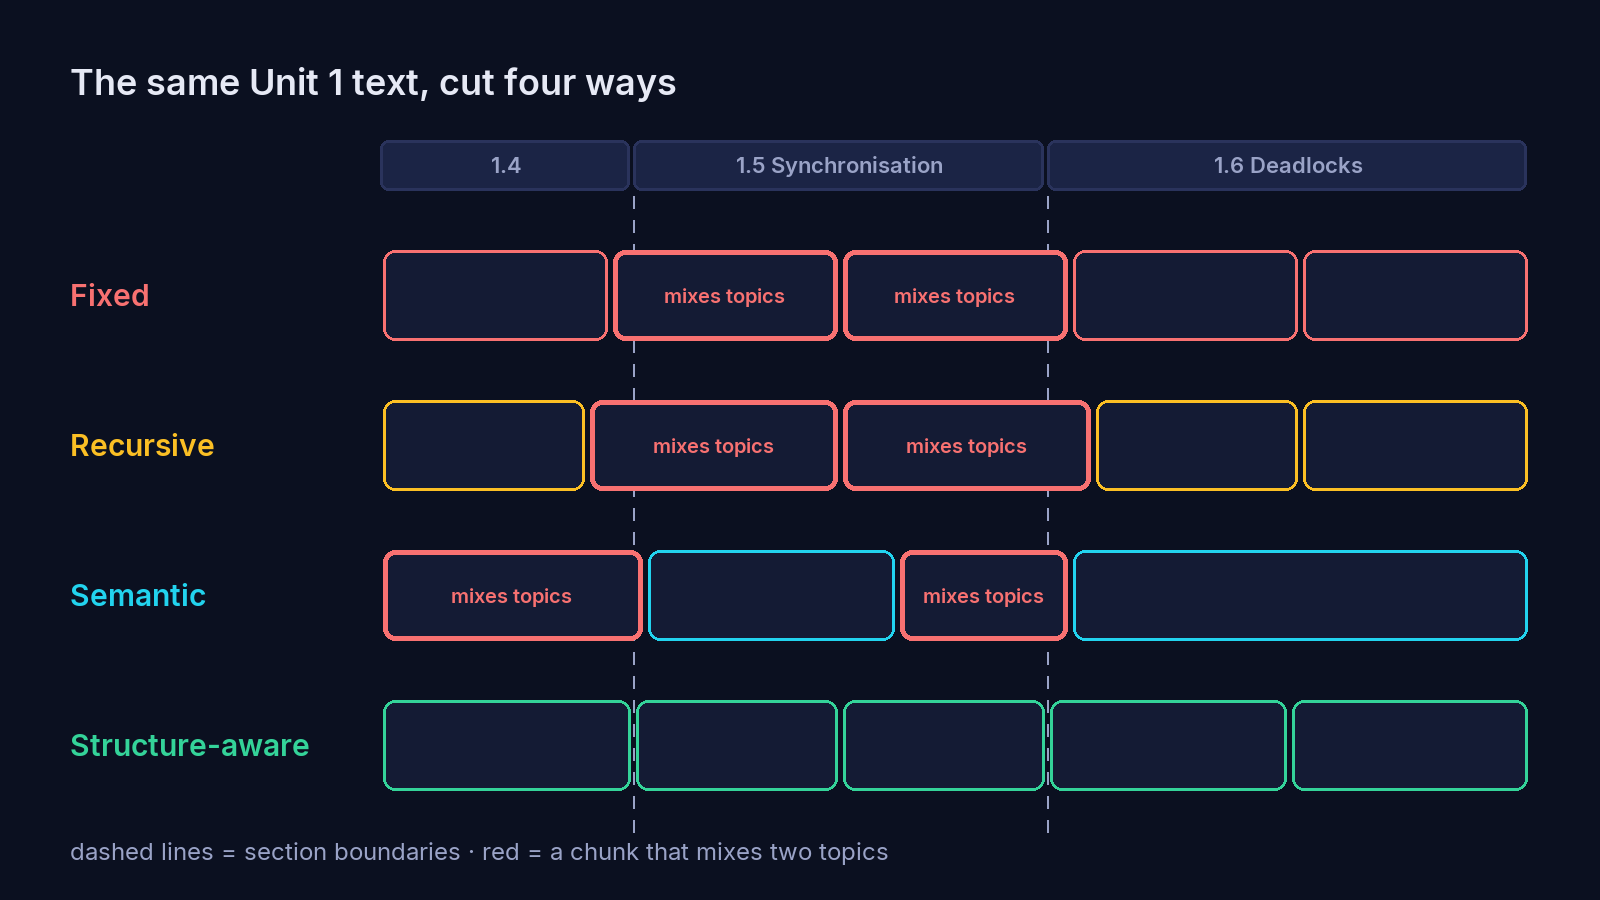 The same Unit 1 text, cut four ways
1.4
1.5 Synchronisation
1.6 Deadlocks
Fixed
mixes topics
mixes topics
Recursive
mixes topics
mixes topics
Semantic
mixes topics
mixes topics
Structure-aware
dashed lines = section boundaries · red = a chunk that mixes two topics